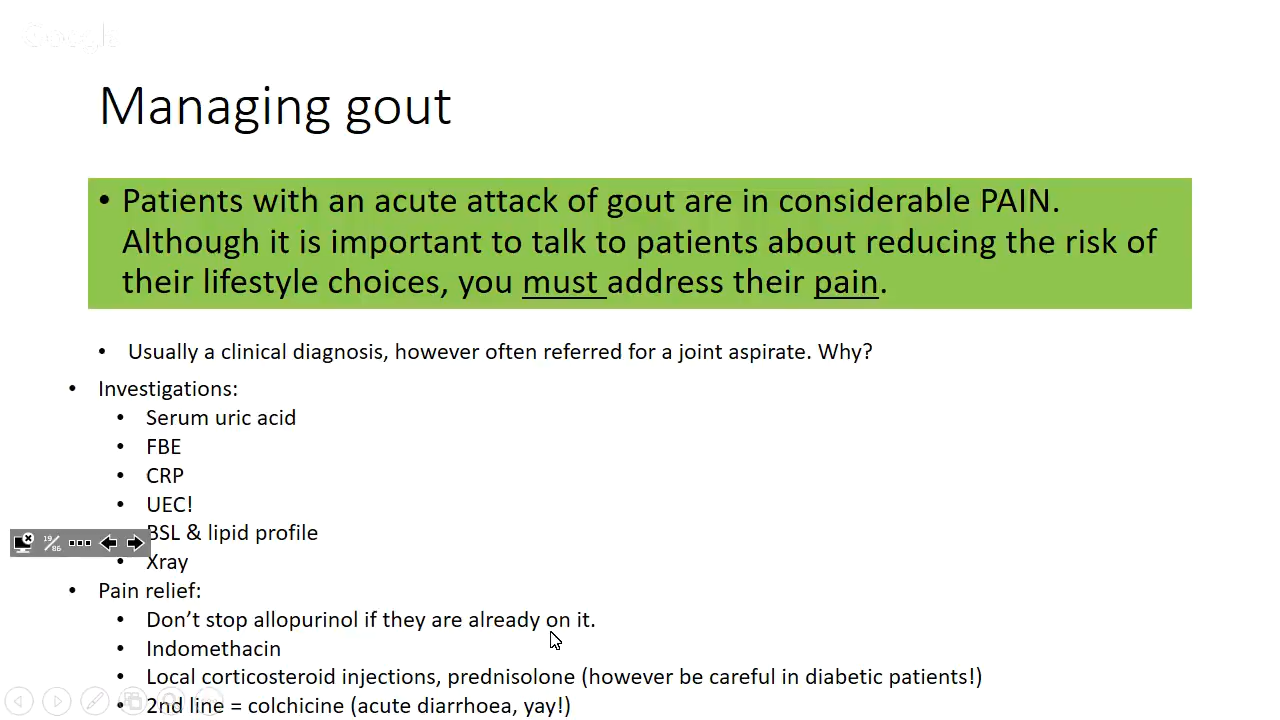 Managing gout
• Patients with an acute attack of gout are in considerable PAIN.
Although it is important to talk to patients about reducing the risk of
their lifestyle choices, you must address their pain.
• Usually a clinical diagnosis, however often referred for a joint aspirate. Why?
• Investigations:
• Serum uric acid
• FBE
• CRP
• UEC!
BSL & lipid profile
19/86
• Xray
• Pain relief:
• Don’t stop allopurinol if they are already on it.
• Indomethacin
• Local corticosteroid injections, prednisolone (however be careful in diabetic patients!)
2nd line = colchicine (acute diarrhoea, yay!)